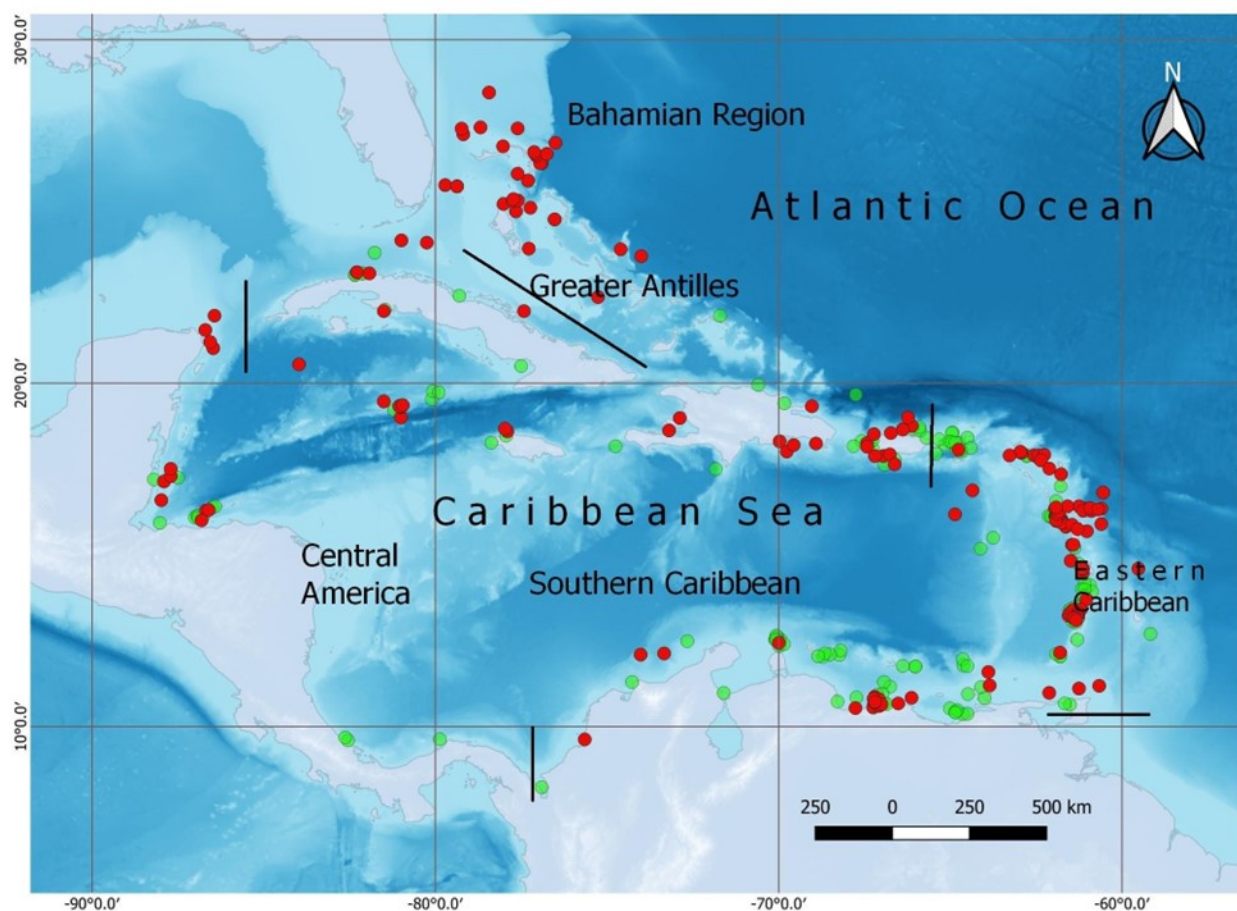 30°0.0'
N
Bahamian Region
Atlantic Ocean
Greater Antilles
20°0.0'
Caribbean Sea
Central
America
Southern Caribbean
Eastern
Caribbean
10°0.0'
250 0 250 500 km
-90°0.0' -80°0.0' -70°0.0' -60°0.0'